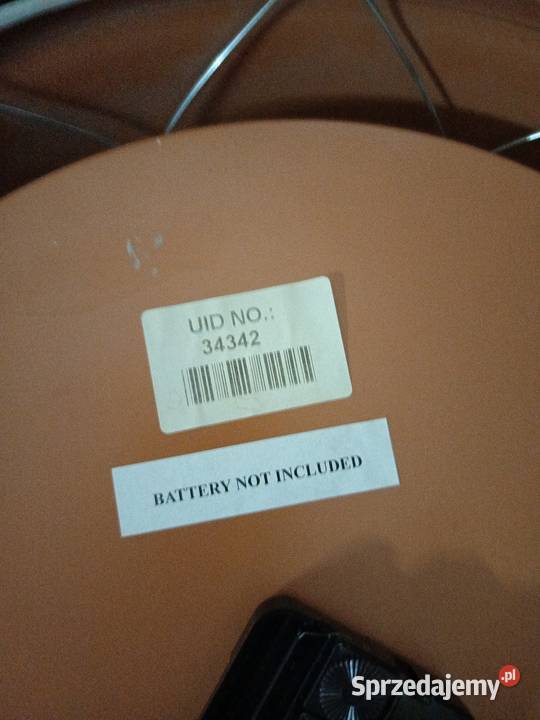 UID NO.:
34342
BATTERY NOT INCLUDED
Sprzedajemy.pl